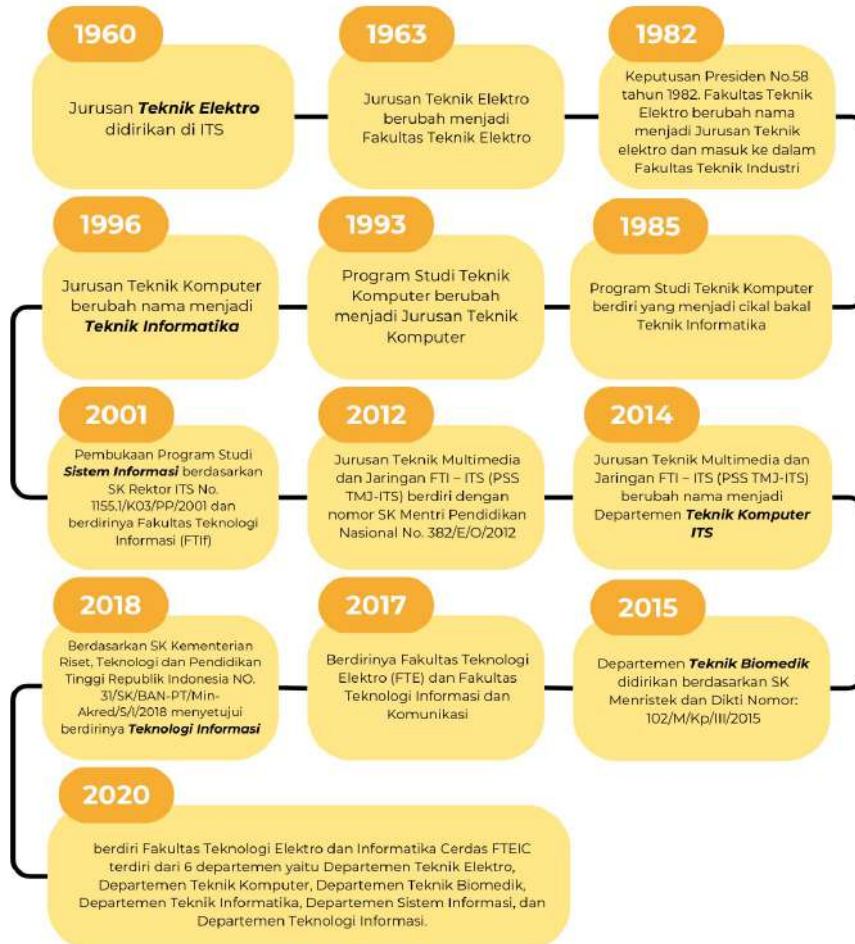 1960
Jurusan Teknik Elektro
didirikan di ITS
1963
Jurusan Teknik Elektro
berubah menjadi
Fakultas Teknik Elektro
1982
Keputusan Presiden No.58
tahun 1982. Fakultas Teknik
Elektro berubah nama
menjadi Jurusan Teknik
elektro dan masuk ke dalam
Fakultas Teknik Industri
1985
Program Studi Teknik Komputer
berdiri yang menjadi cikal bakal
Teknik Informatika
1993
Program Studi Teknik
Komputer berubah
menjadi Jurusan Teknik
Komputer
1996
Jurusan Teknik Komputer
berubah nama menjadi
Teknik Informatika
2001
Pembukaan Program Studi
Sistem Informasi berdasarkan
SK Rektor ITS No.
1155.1/K03/PP/2001 dan
berdirinya Fakultas Teknologi
Informasi (FTIf)
2012
Jurusan Teknik Multimedia
dan Jaringan FTI – ITS (PSS
TMJ-ITS) berdiri dengan
nomor SK Mentri Pendidikan
Nasional No. 382/E/O/2012
2014
Jurusan Teknik Multimedia dan
Jaringan FTI – ITS (PSS TMJ-ITS)
berubah nama menjadi
Departemen Teknik Komputer
ITS
2015
Departemen Teknik Biomedik
didirikan berdasarkan SK
Menristek dan Dikti Nomor:
102/M/Kp/III/2015
2017
Berdirinya Fakultas Teknologi
Elektro (FTE) dan Fakultas
Teknologi Informasi dan
Komunikasi
2018
Berdasarkan SK Kementerian
Riset, Teknologi dan Pendidikan
Tinggi Republik Indonesia NO.
31/SK/BAN-PT/Min-
Akred/S/I/2018 menyetujui
berdirinya Teknologi Informasi
2020
berdiri Fakultas Teknologi Elektro dan Informatika Cerdas FTEIC
terdiri dari 6 departemen yaitu Departemen Teknik Elektro,
Departemen Teknik Komputer, Departemen Teknik Biomedik,
Departemen Teknik Informatika, Departemen Sistem Informasi, dan
Departemen Teknologi Informasi.